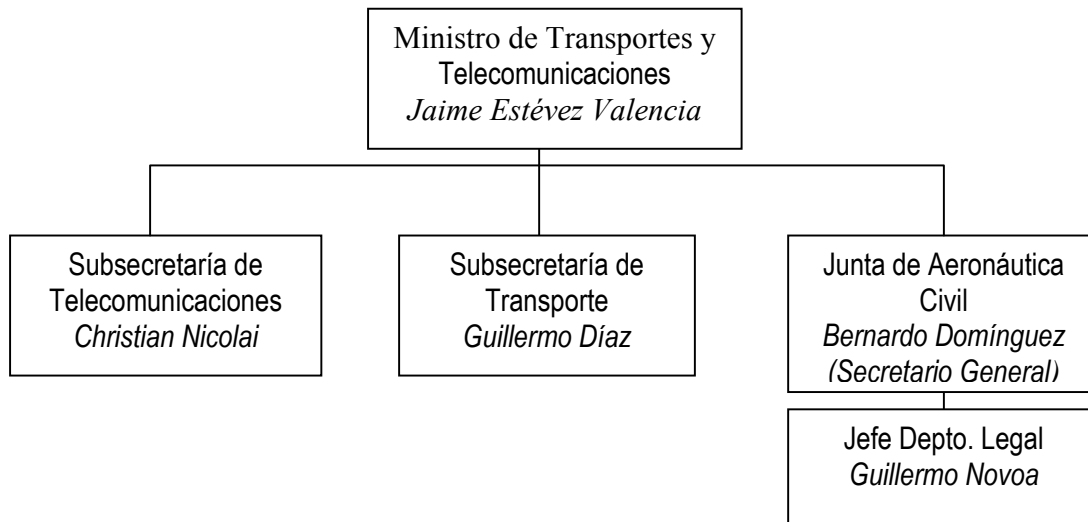 Ministro de Transportes y
Telecomunicaciones
Jaime Estévez Valencia
Subsecretaría de
Telecomunicaciones
Christian Nicolai
Subsecretaría de
Transporte
Guillermo Díaz
Junta de Aeronáutica
Civil
Bernardo Domínguez
(Secretario General)
Jefe Depto. Legal
Guillermo Novoa